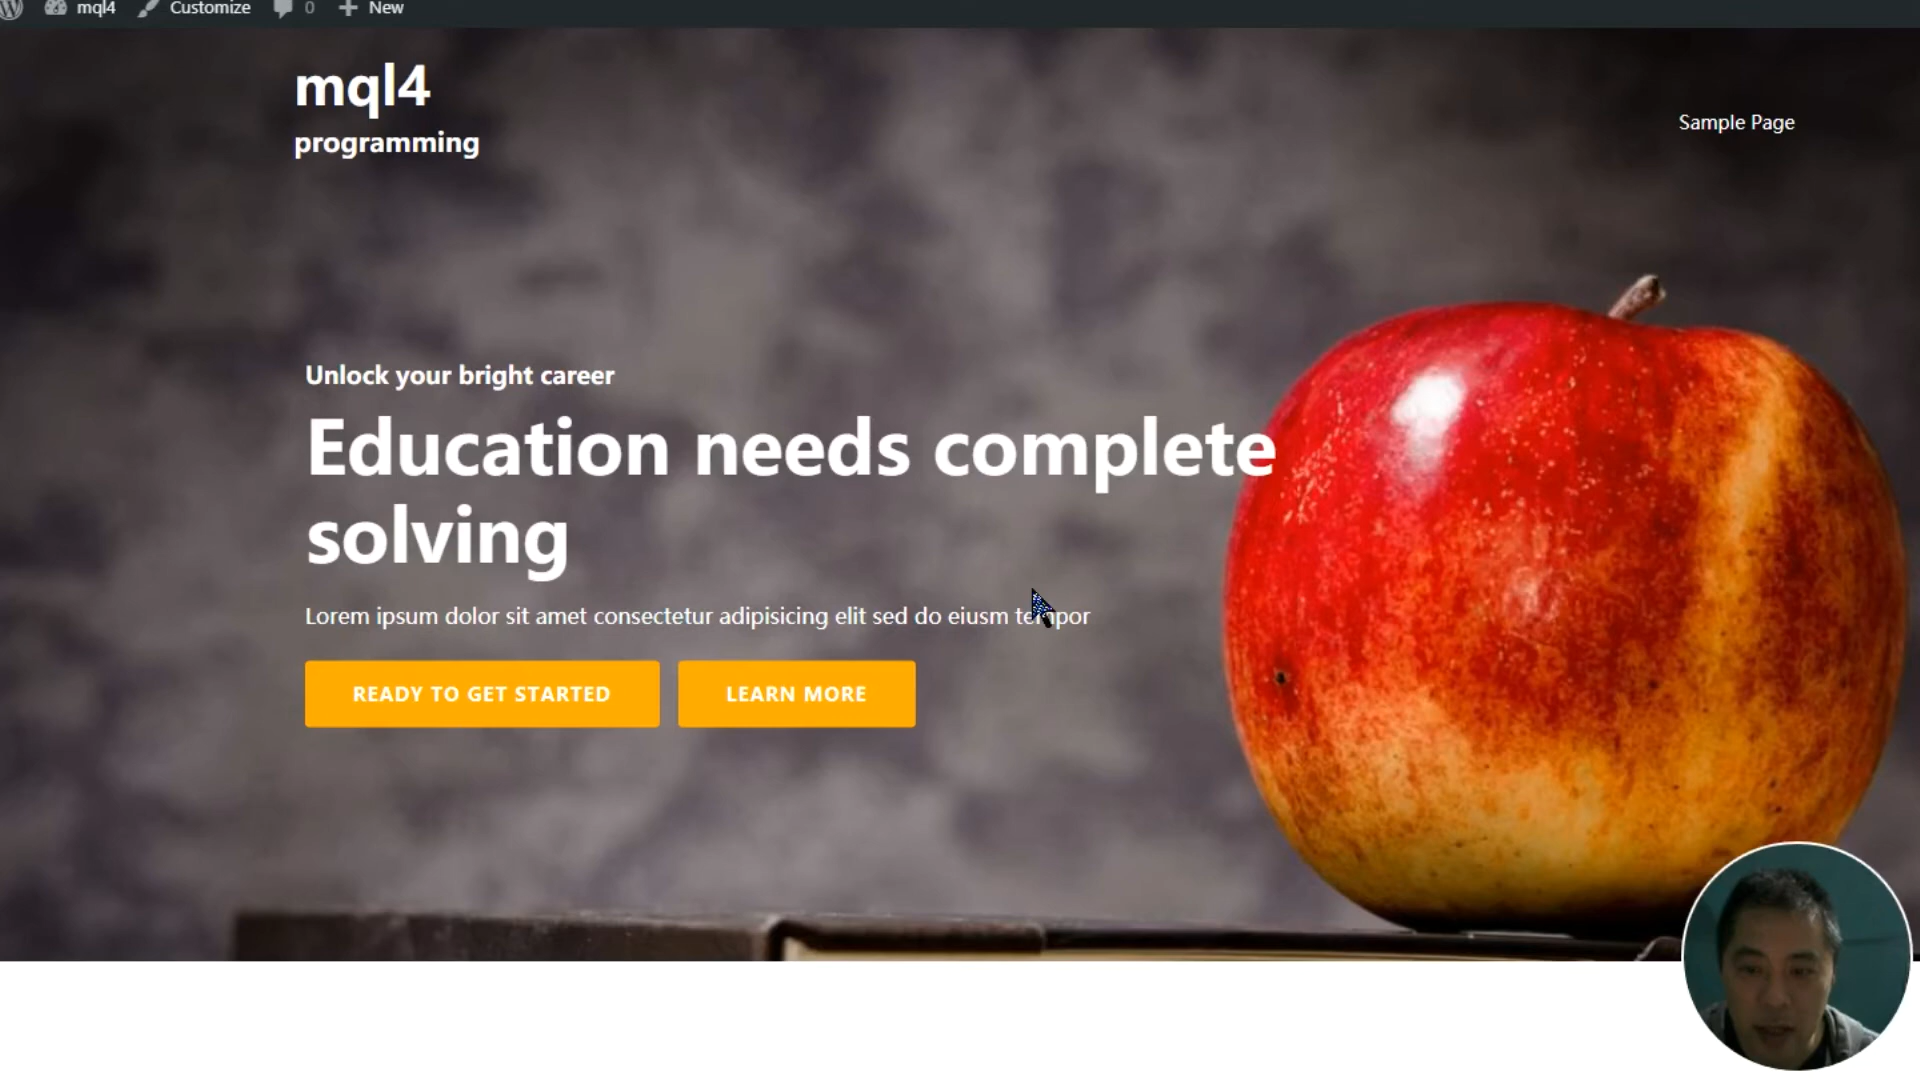 mql4 Customize 0 New
mql4
programming
Sample Page
Unlock your bright career
Education needs complete
solving
Lorem ipsum dolor sit amet consectetur adipisicing elit sed do eiusm tempor
READY TO GET STARTED LEARN MORE